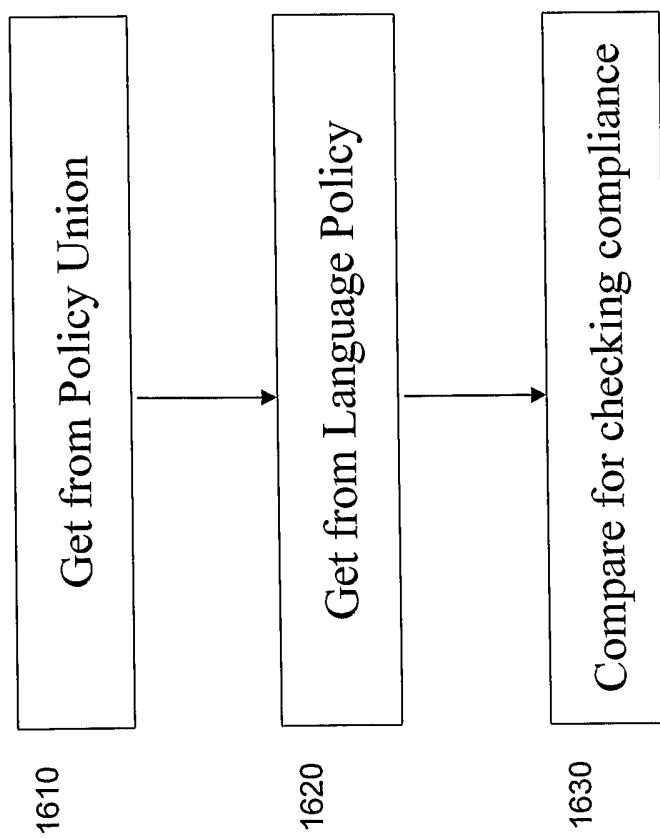 1610
Get from Policy Union
1620
Get from Language Policy
1630
Compare for checking compliance